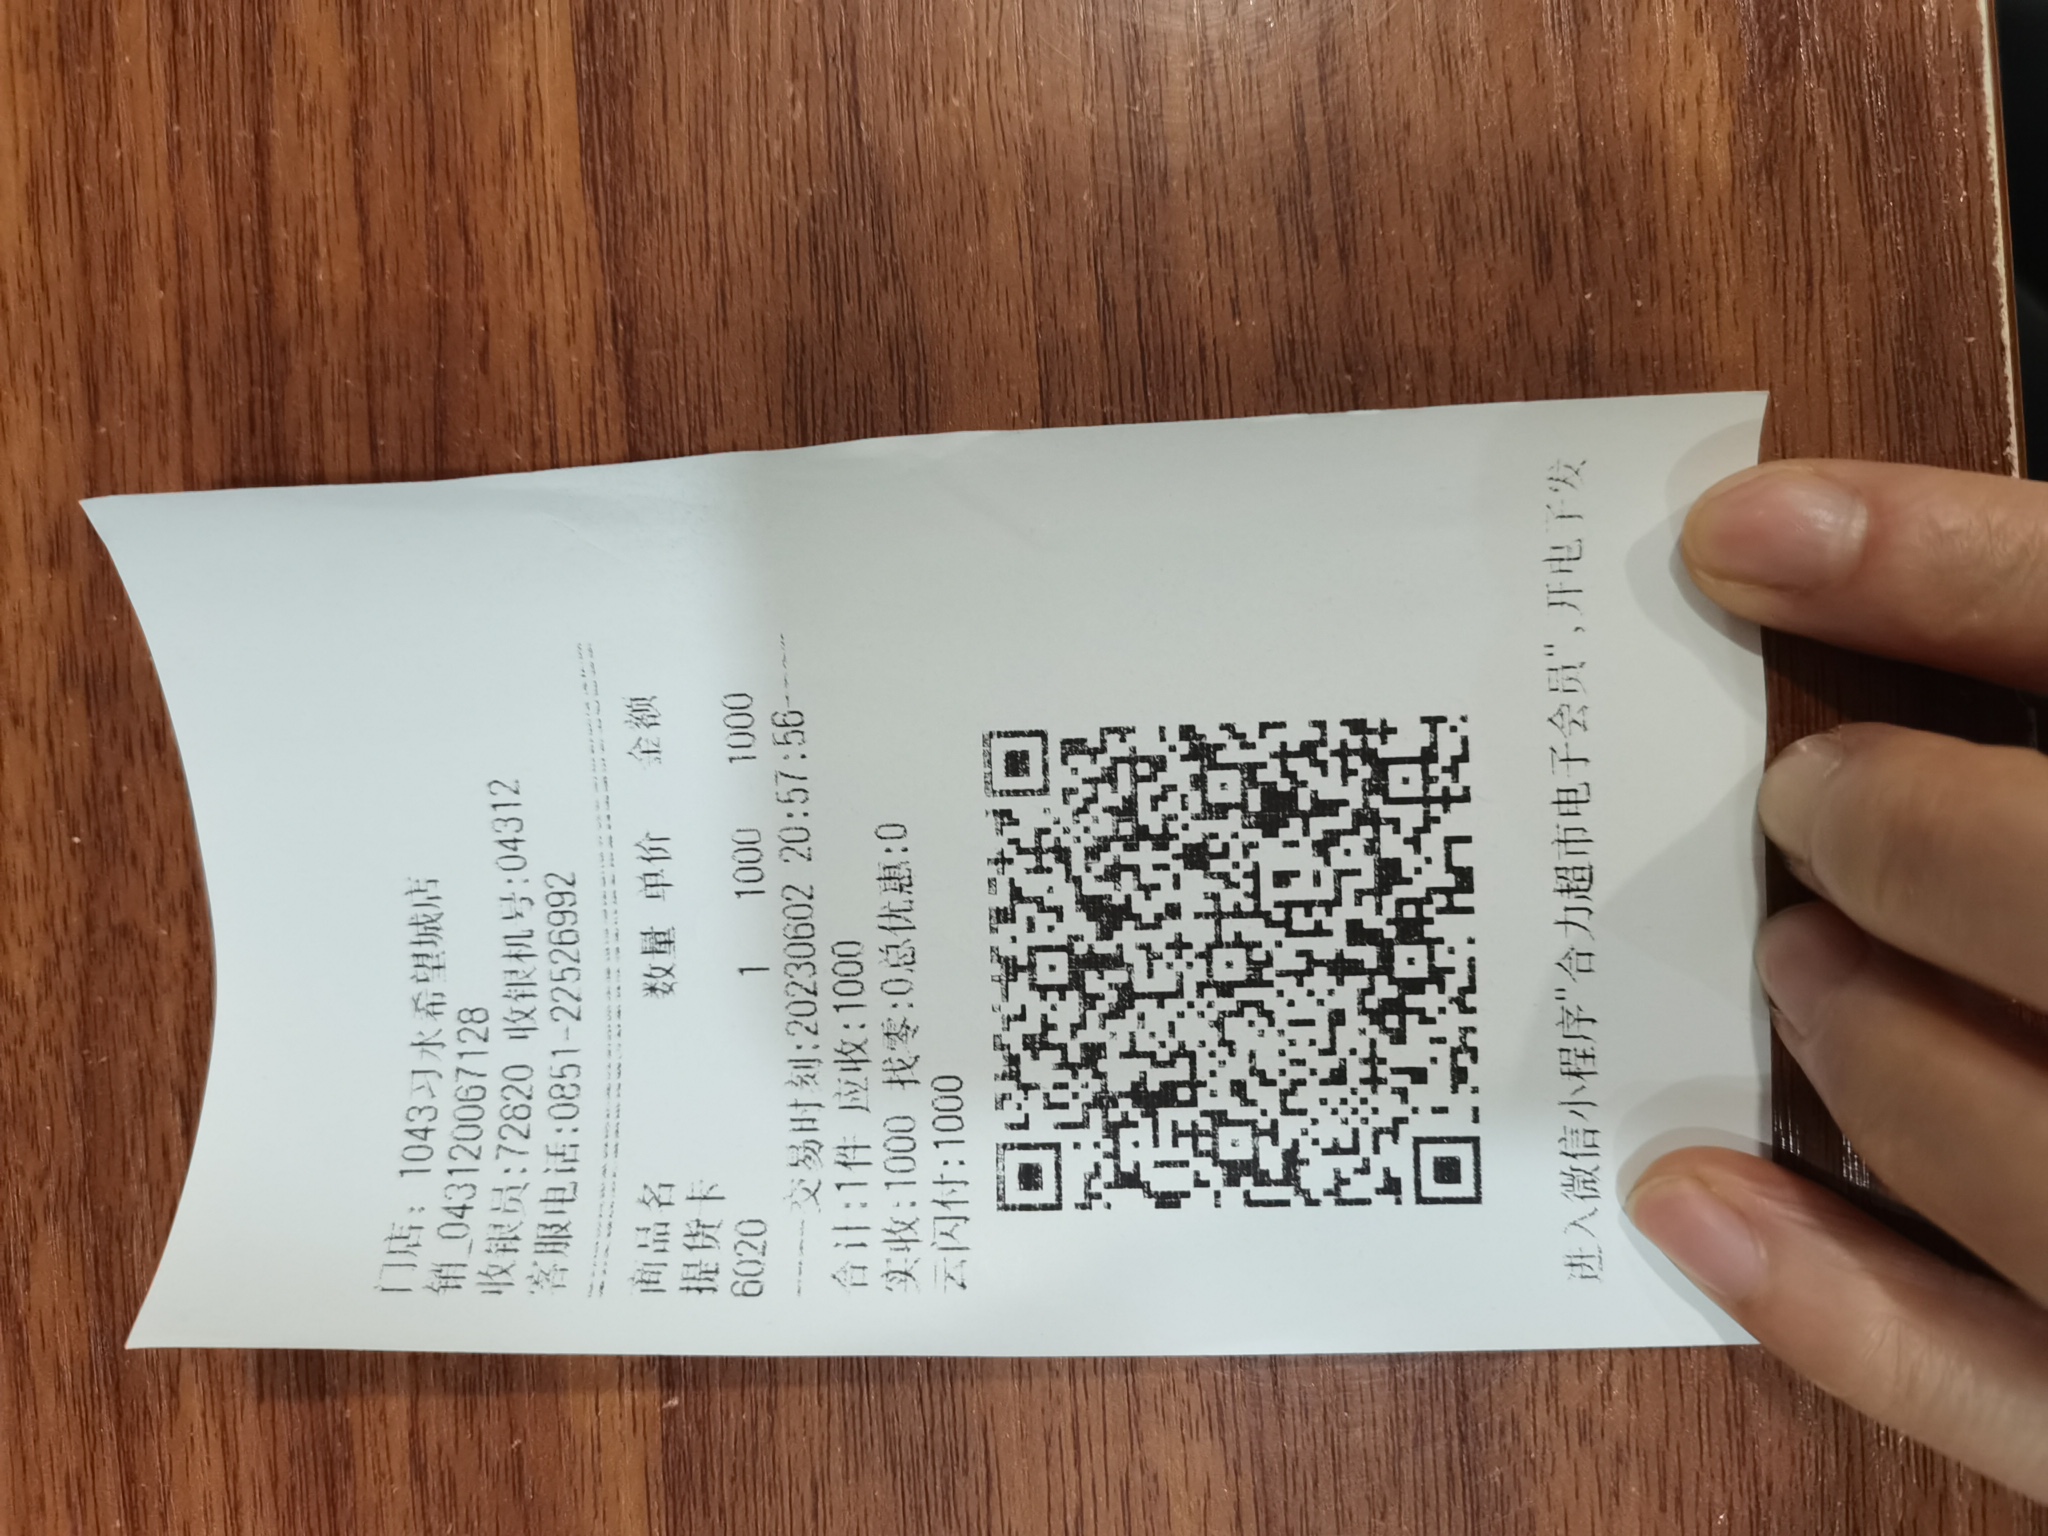 门店: 1043习水希望城店
销_043120067128
收银员:72820 收银机号:04312
客服电话:0851-22526992
商品名 数量 单价 金额
提货卡
6020 1 1000 1000
----交易时刻:20230602 20:57:56----
合计:1件 应收:1000
实收:1000 找零:0总优惠:0
云闪付:1000
进入微信小程序"合力超市电子会员",开电子发